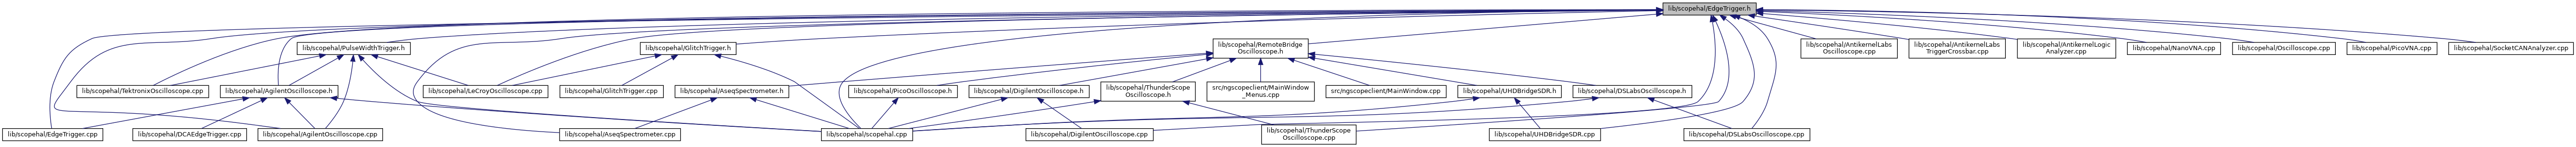 lib/scopehal/EdgeTrigger.h
lib/scopehal/PulseWidthTrigger.h
lib/scopehal/GlitchTrigger.h
lib/scopehal/RemoteBridge
Oscilloscope.h
lib/scopehal/AntikernelLabs
Oscilloscope.cpp
lib/scopehal/AntikernelLabs
TriggerCrossbar.cpp
lib/scopehal/AntikernelLogic
Analyzer.cpp
lib/scopehal/NanoVNA.cpp
lib/scopehal/Oscilloscope.cpp
lib/scopehal/PicoVNA.cpp
lib/scopehal/SocketCANAnalyzer.cpp
lib/scopehal/TektronixOscilloscope.cpp
lib/scopehal/AgilentOscilloscope.h
lib/scopehal/LeCroyOscilloscope.cpp
lib/scopehal/GlitchTrigger.cpp
lib/scopehal/AseqSpectrometer.h
lib/scopehal/PicoOscilloscope.h
lib/scopehal/DigilentOscilloscope.h
lib/scopehal/ThunderScope
Oscilloscope.h
src/ngscopeclient/MainWindow
_Menus.cpp
src/ngscopeclient/MainWindow.cpp
lib/scopehal/UHDBridgeSDR.h
lib/scopehal/DSLabsOscilloscope.h
lib/scopehal/EdgeTrigger.cpp
lib/scopehal/DCAEdgeTrigger.cpp
lib/scopehal/AgilentOscilloscope.cpp
lib/scopehal/AseqSpectrometer.cpp
lib/scopehal/scopehal.cpp
lib/scopehal/DigilentOscilloscope.cpp
lib/scopehal/ThunderScope
Oscilloscope.cpp
lib/scopehal/UHDBridgeSDR.cpp
lib/scopehal/DSLabsOscilloscope.cpp